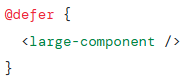 @defer {
  <large-component />
}